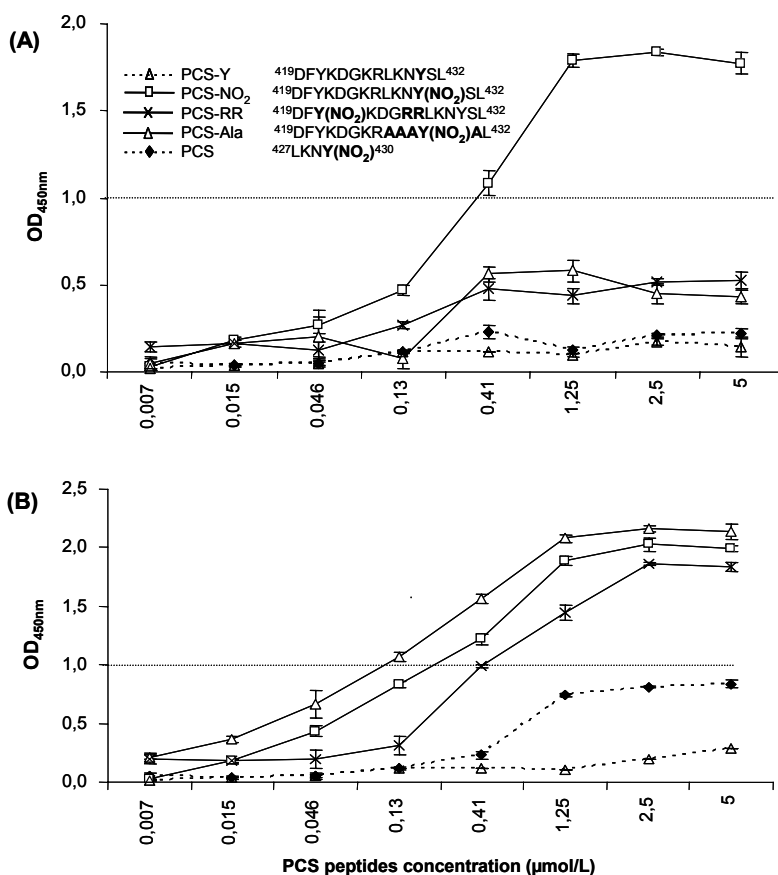 (A)
2,0
PCS-Y ⁴¹⁹DFYKDGKRLKNYSL⁴³²
PCS-NO₂ ⁴¹⁹DFYKDGKRLKNY(NO₂)SL⁴³²
PCS-RR ⁴¹⁹DFY(NO₂)KDGRRLKNYSL⁴³²
PCS-Ala ⁴¹⁹DFYKDGKRAAAY(NO₂)AL⁴³²
PCS ⁴²⁷LKNY(NO₂)⁴³⁰
1,5
1,0
0,5
0,0
OD450nm
0,007 0,015 0,046 0,13 0,41 1,25 2,5 5
(B)
2,5
2,0
1,5
1,0
0,5
0,0
OD450nm
0,007 0,015 0,046 0,13 0,41 1,25 2,5 5
PCS peptides concentration (µmol/L)